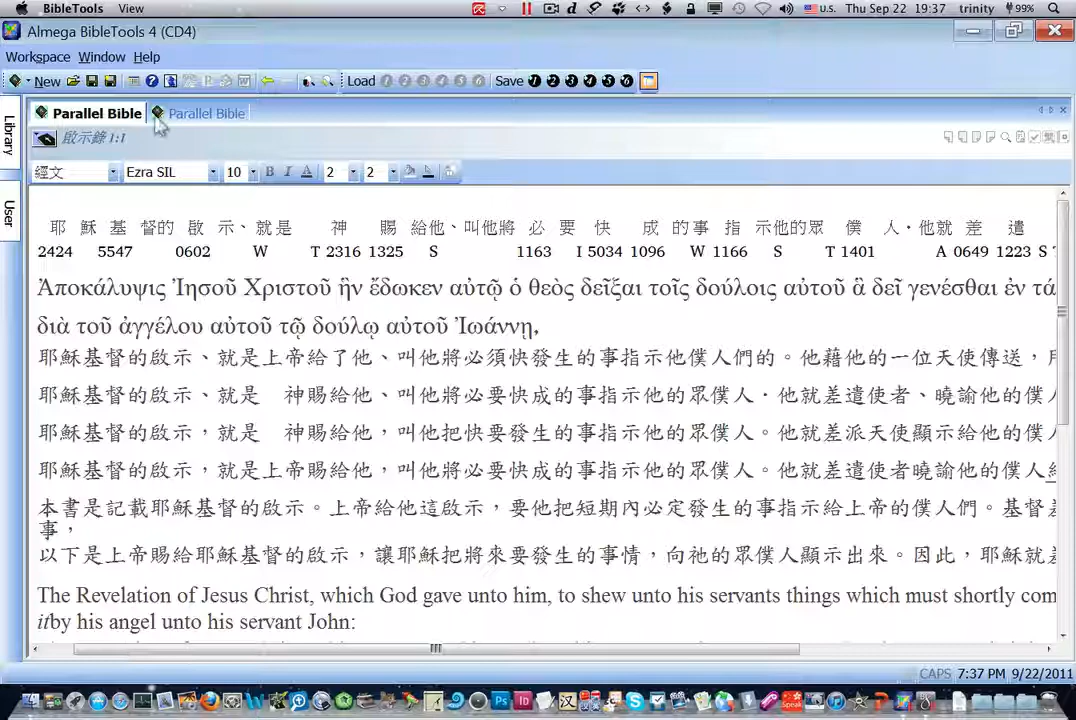 BibleTools View U.S. Thu Sep 22 19:37 trinity 99%
Almega BibleTools 4 (CD4)
Workspace Window Help
New Load 1 2 3 4 5 6 Save 1 2 3 4 5 6
Parallel Bible Parallel Bible
Library
User
啟示錄 1:1
經文 Ezra SIL 10 B I A 2 2
耶 穌 基 督的 啟 示、就是 神 賜 給他、叫他將 必 要 快 成 的事 指 示他的眾 僕 人．他就 差 遣
2424 5547 0602 W T 2316 1325 S 1163 I 5034 1096 W 1166 S T 1401 A 0649 1223 S
Ἀποκάλυψις Ἰησοῦ Χριστοῦ ἣν ἔδωκεν αὐτῷ ὁ θεὸς δεῖξαι τοῖς δούλοις αὐτοῦ ἃ δεῖ γενέσθαι ἐν τά
διὰ τοῦ ἀγγέλου αὐτοῦ τῷ δούλῳ αὐτοῦ Ἰωάννῃ,
耶穌基督的啟示、就是上帝給了他、叫他將必須快發生的事指示他僕人們的。他藉他的一位天使傳送，
耶穌基督的啟示、就是 神賜給他、叫他將必要快成的事指示他的眾僕人．他就差遣使者、曉諭他的僕人
耶穌基督的啟示，就是 神賜給他，叫他把快要發生的事指示他的眾僕人。他就差派天使顯示給他的僕人
耶穌基督的啟示，就是上帝賜給他，叫他將必要快成的事指示他的眾僕人。他就差遣使者曉諭他的僕人
本書是記載耶穌基督的啟示。上帝給他這啟示，要他把短期內必定發生的事指示給上帝的僕人們。基督
事，
以下是上帝賜給耶穌基督的啟示，讓耶穌把將來要發生的事情，向祂的眾僕人顯示出來。因此，耶穌就
The Revelation of Jesus Christ, which God gave unto him, to shew unto his servants things which must shortly com
itby his angel unto his servant John:
CAPS 7:37 PM 9/22/2011